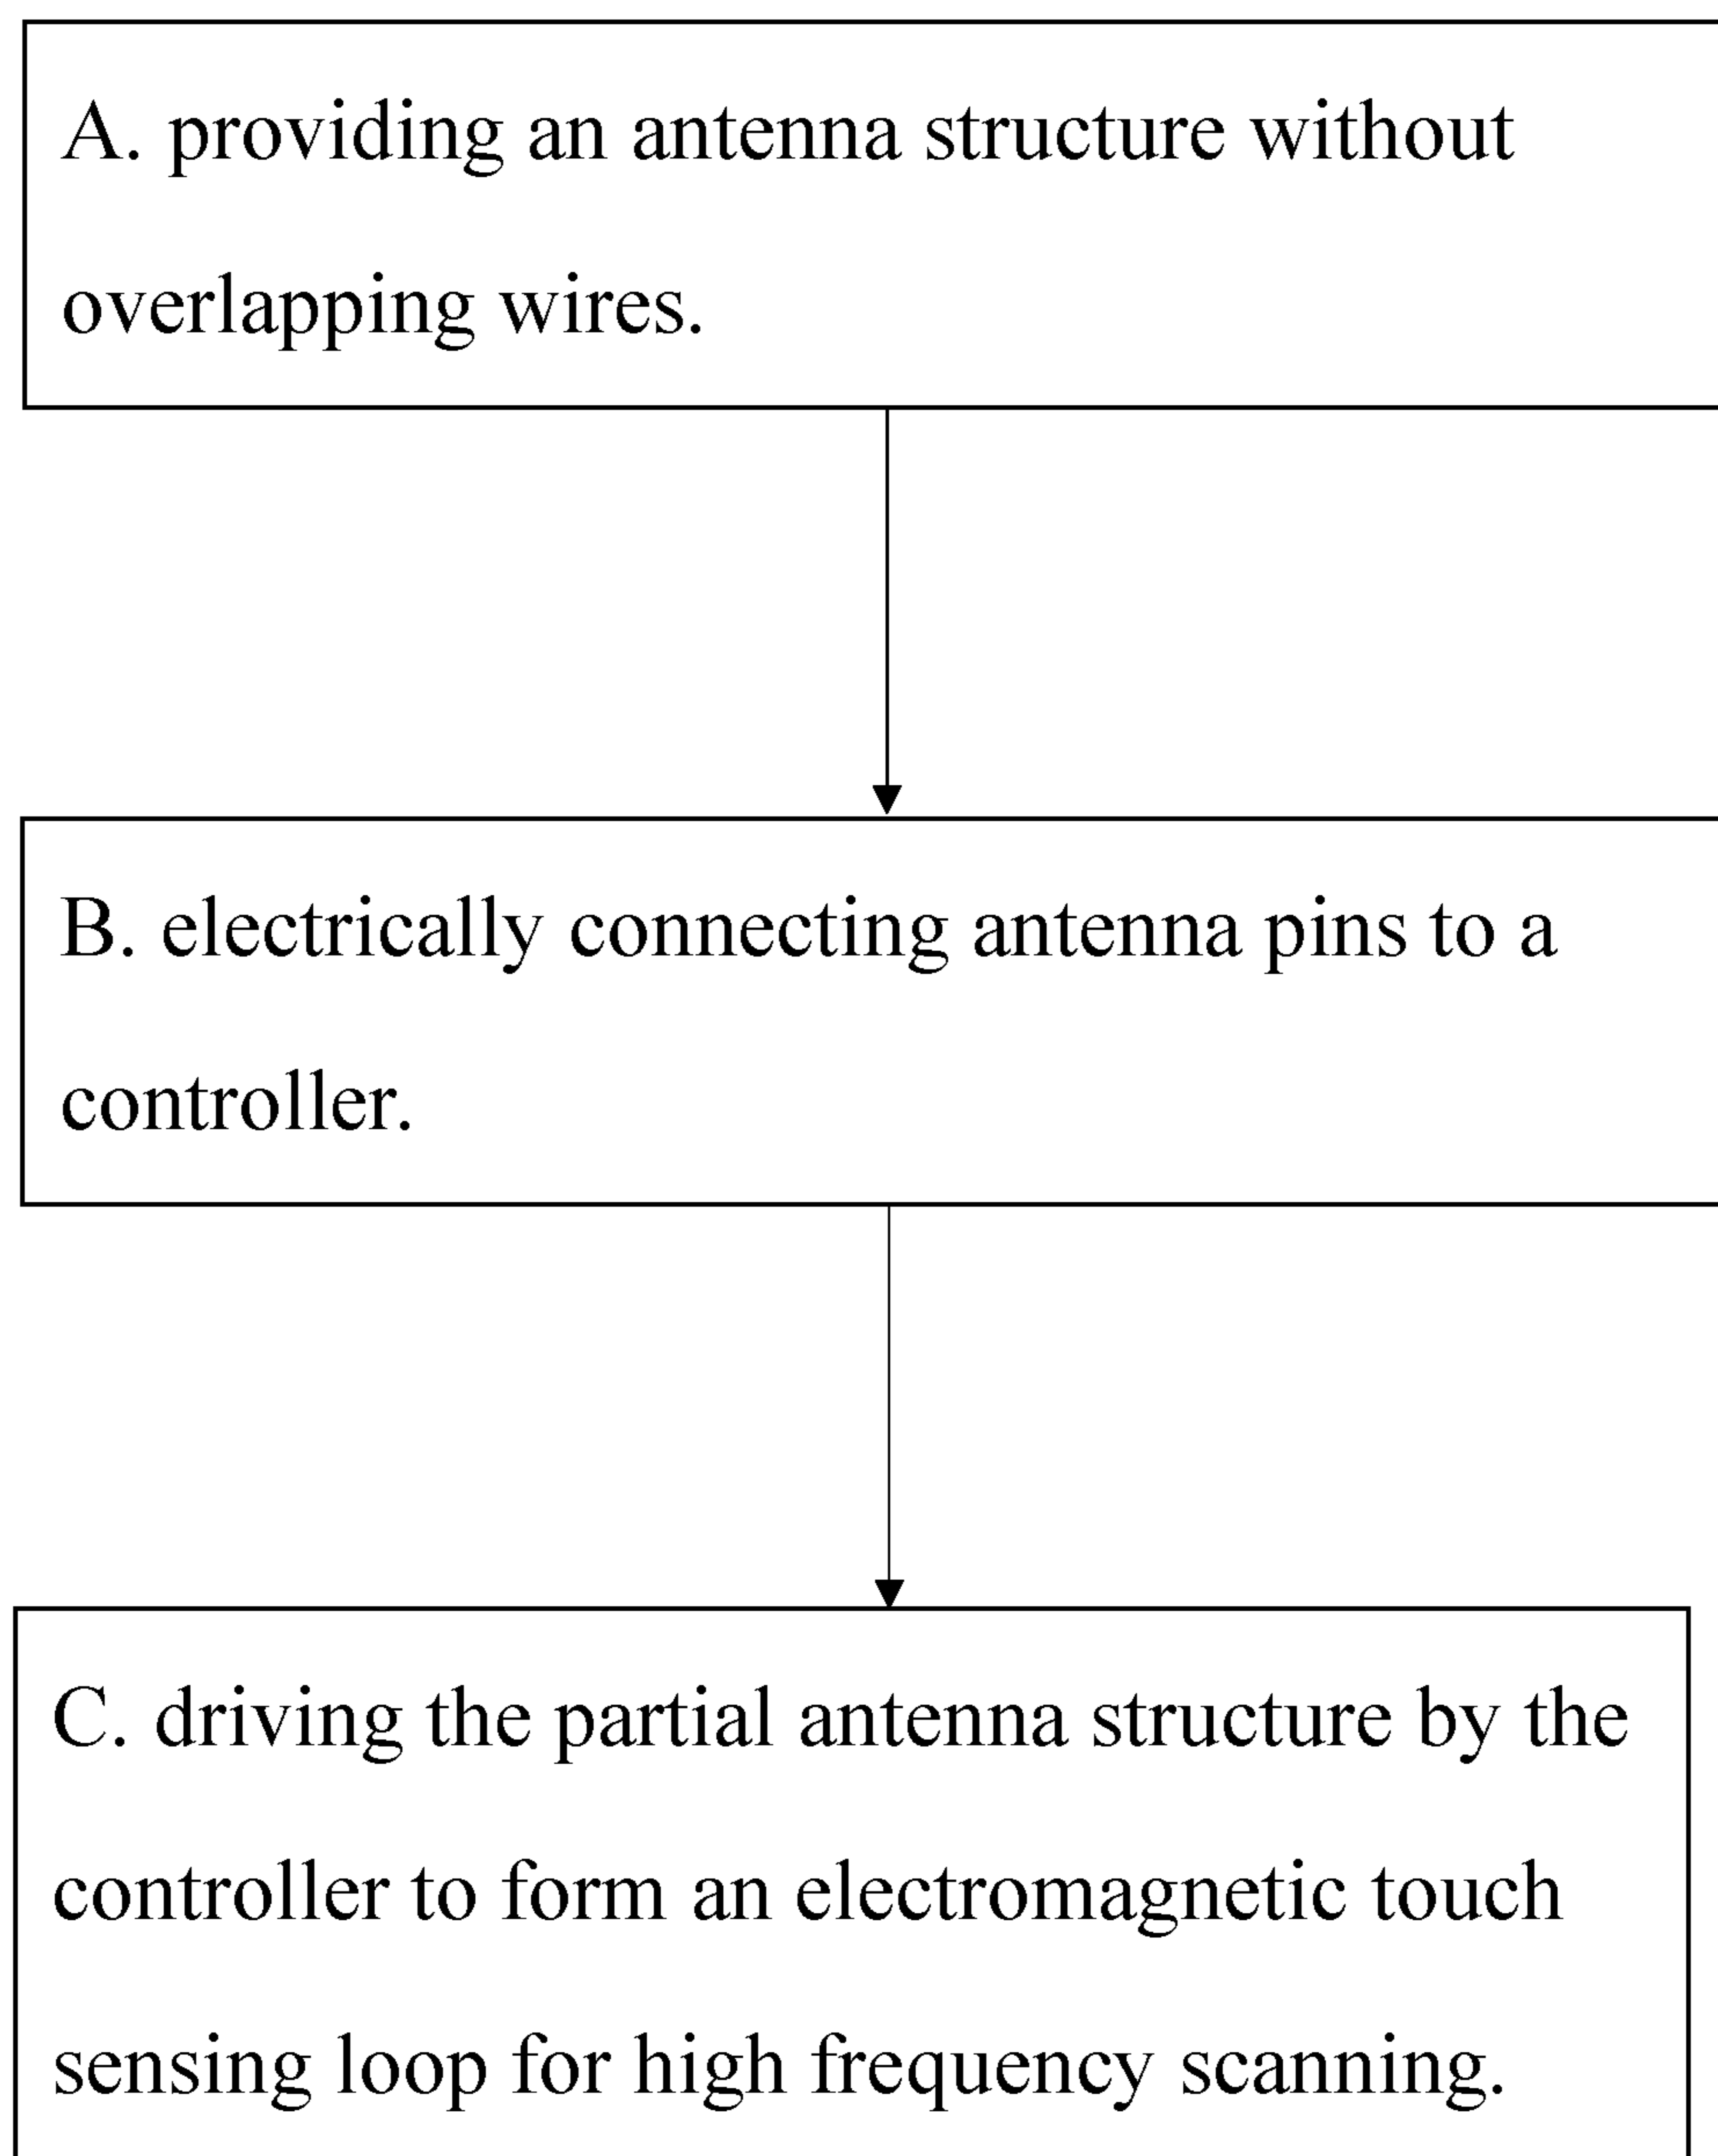 A. providing an antenna structure without
overlapping wires.
B. electrically connecting antenna pins to a
controller.
C. driving the partial antenna structure by the
controller to form an electromagnetic touch
sensing loop for high frequency scanning.